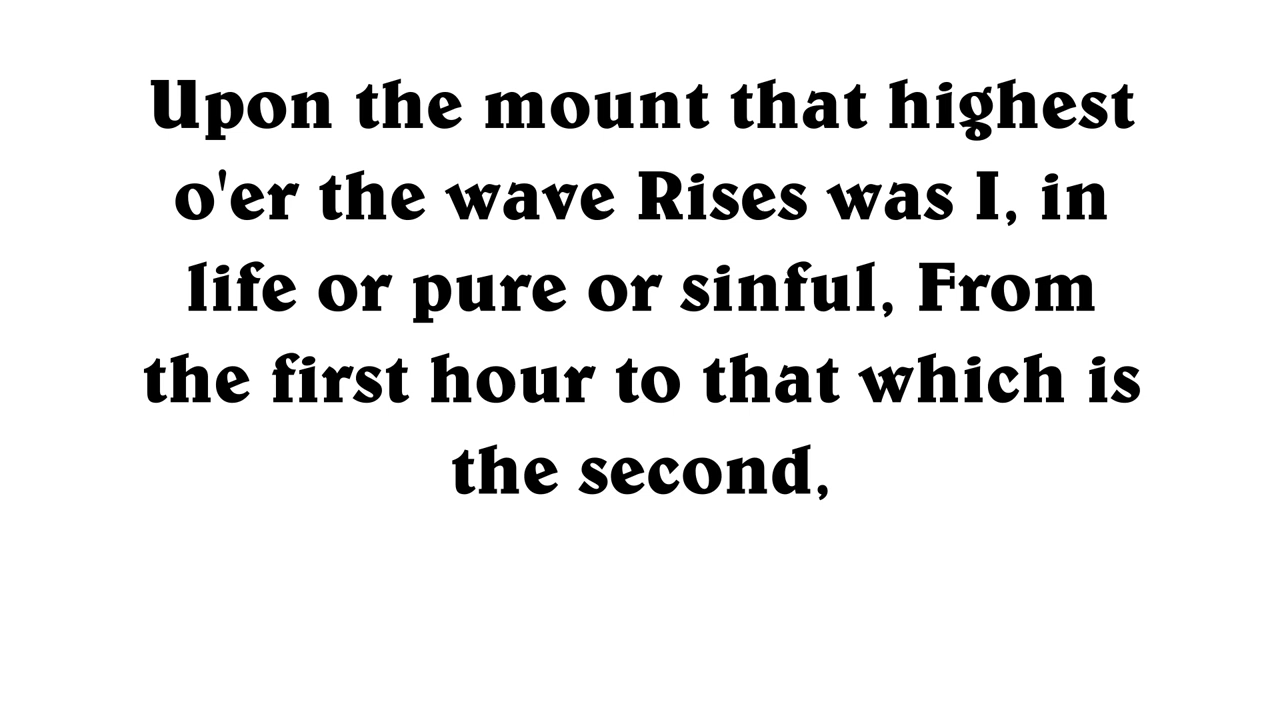 Upon the mount that highest
o'er the wave Rises was I, in
life or pure or sinful, From
the first hour to that which is
the second,